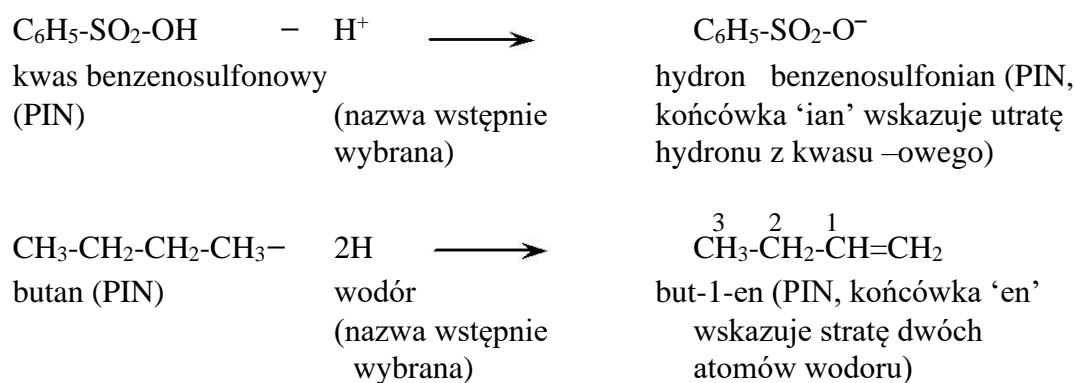 C₆H₅-SO₂-OH – H⁺ ⟶ C₆H₅-SO₂-O⁻
kwas benzenosulfonowy hydron benzenosulfonian (PIN,
(PIN) (nazwa wstępnie końcówka ‘ian’ wskazuje utratę
wybrana) hydronu z kwasu –owego)
3 2 1
CH₃-CH₂-CH₂-CH₃– 2H ⟶ CH₃-CH₂-CH=CH₂
butan (PIN) wodór but-1-en (PIN, końcówka ‘en’
(nazwa wstępnie wskazuje stratę dwóch
wybrana) atomów wodoru)